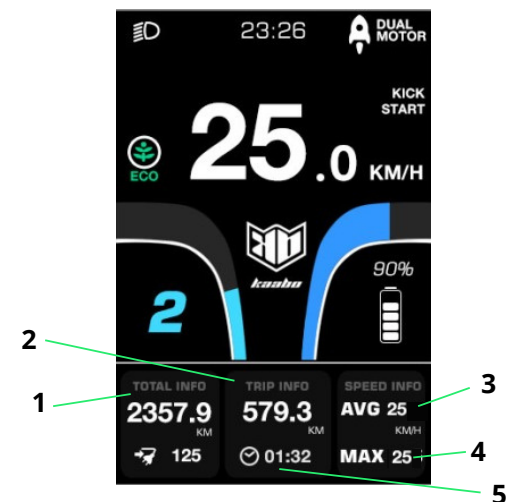 23:26
DUAL
MOTOR
KICK
START
25.0 KM/H
ECO
kaabo
90%
2
2
1
TOTAL INFO
2357.9
KM
125
TRIP INFO
579.3
KM
01:32
SPEED INFO
AVG 25
KM/H
MAX 25
3
4
5